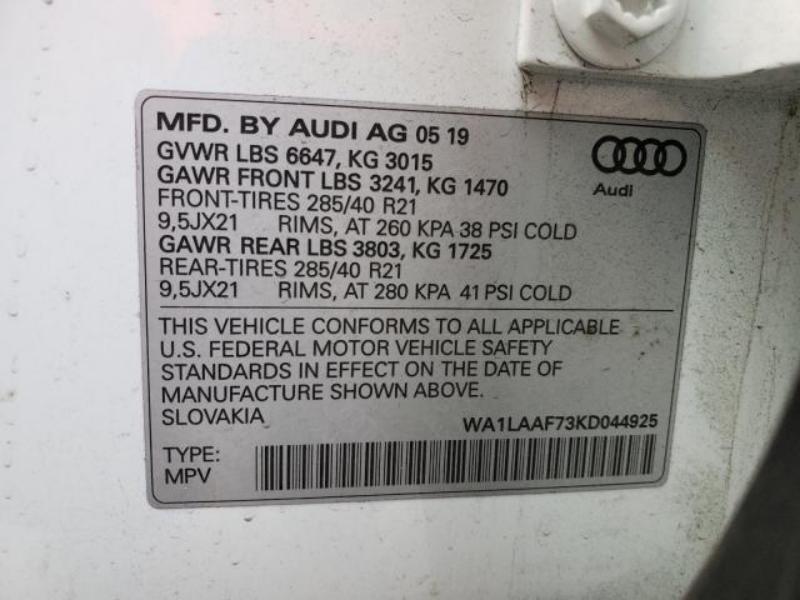 MFD. BY AUDI AG 05 19
GVWR LBS 6647, KG 3015
GAWR FRONT LBS 3241, KG 1470
FRONT-TIRES 285/40 R21
9,5JX21 RIMS, AT 260 KPA 38 PSI COLD
GAWR REAR LBS 3803, KG 1725
REAR-TIRES 285/40 R21
9,5JX21 RIMS, AT 280 KPA 41 PSI COLD
Audi
THIS VEHICLE CONFORMS TO ALL APPLICABLE
U.S. FEDERAL MOTOR VEHICLE SAFETY
STANDARDS IN EFFECT ON THE DATE OF
MANUFACTURE SHOWN ABOVE.
SLOVAKIA WA1LAAF73KD044925
TYPE:
MPV